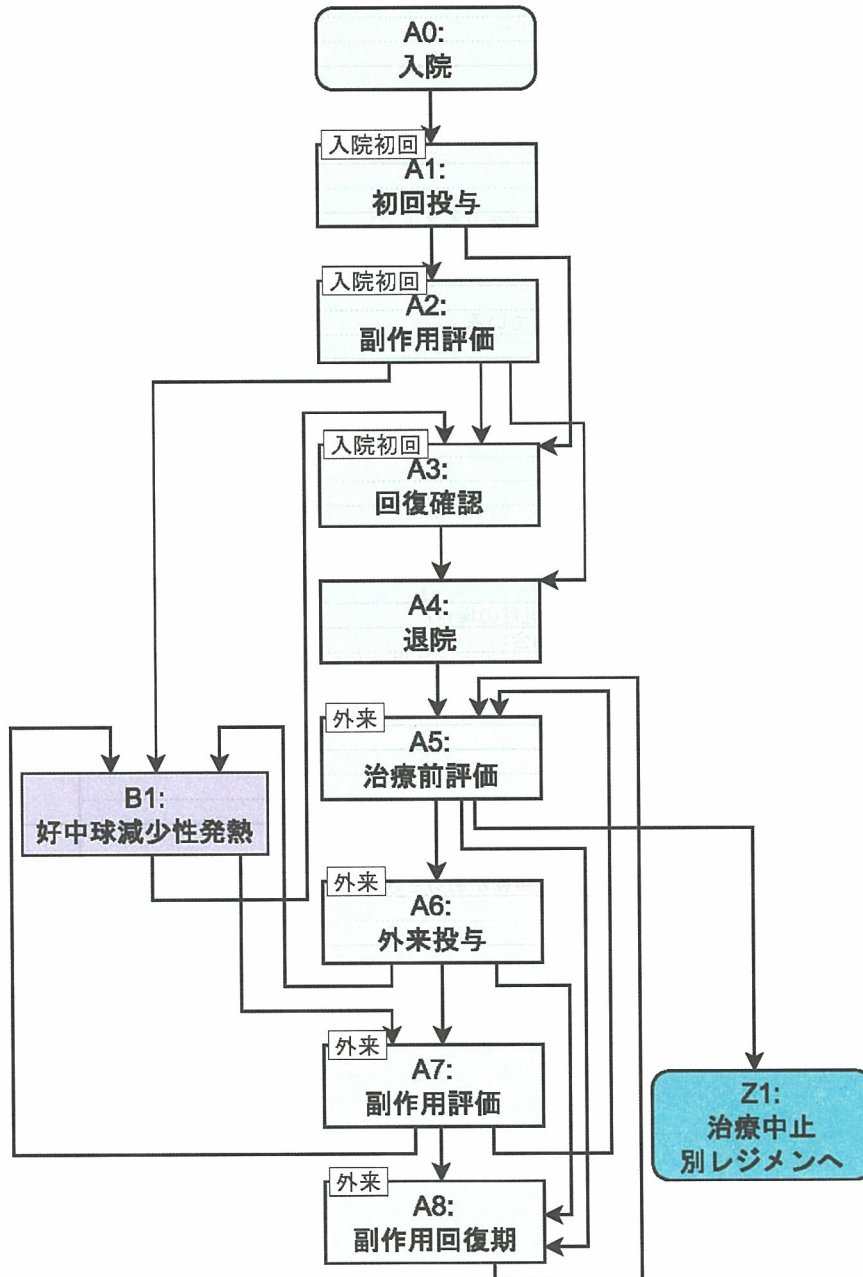 A0:
入院
入院初回
A1:
初回投与
入院初回
A2:
副作用評価
入院初回
A3:
回復確認
A4:
退院
外来
A5:
治療前評価
B1:
好中球減少性発熱
外来
A6:
外来投与
外来
A7:
副作用評価
Z1:
治療中止
別レジメンへ
外来
A8:
副作用回復期